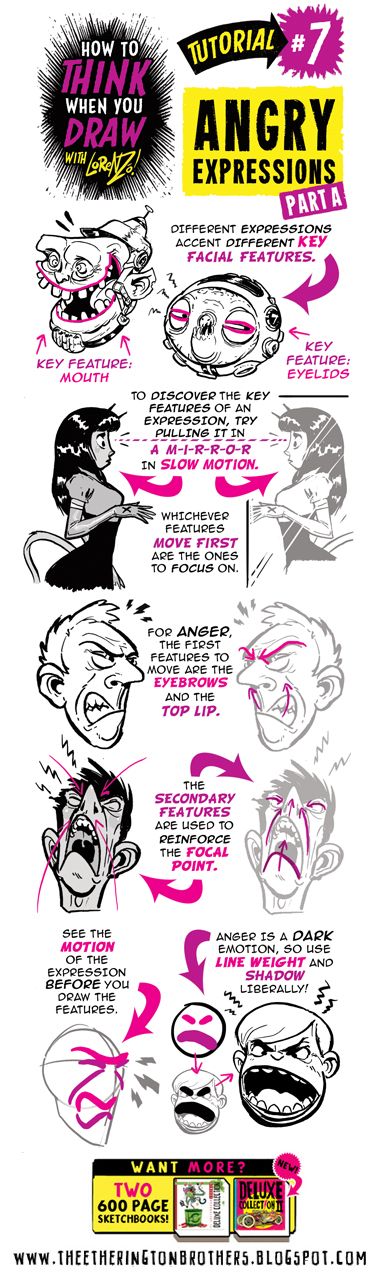 HOW TO
THINK
WHEN YOU
DRAW
WITH LORENZO!
TUTORIAL
#7
ANGRY
EXPRESSIONS
PART A
DIFFERENT EXPRESSIONS
ACCENT DIFFERENT KEY
FACIAL FEATURES.
KEY FEATURE:
MOUTH
KEY
FEATURE:
EYELIDS
TO DISCOVER THE KEY
FEATURES OF AN
EXPRESSION, TRY
PULLING IT IN
A M-I-R-R-O-R
IN SLOW MOTION.
WHICHEVER
FEATURES
MOVE FIRST
ARE THE ONES
TO FOCUS ON.
FOR ANGER,
THE FIRST
FEATURES TO
MOVE ARE THE
EYEBROWS
AND THE
TOP LIP.
THE
SECONDARY
FEATURES
ARE USED TO
REINFORCE
THE FOCAL
POINT.
SEE THE
MOTION
OF THE
EXPRESSION
BEFORE YOU
DRAW THE
FEATURES.
ANGER IS A DARK
EMOTION, SO USE
LINE WEIGHT AND
SHADOW
LIBERALLY!
WANT MORE?
NEW!
TWO
600 PAGE
SKETCHBOOKS!
DELUXE COLLECTION
DELUXE
COLLECTION II
WWW.THEETHERINGTONBROTHERS.BLOGSPOT.COM